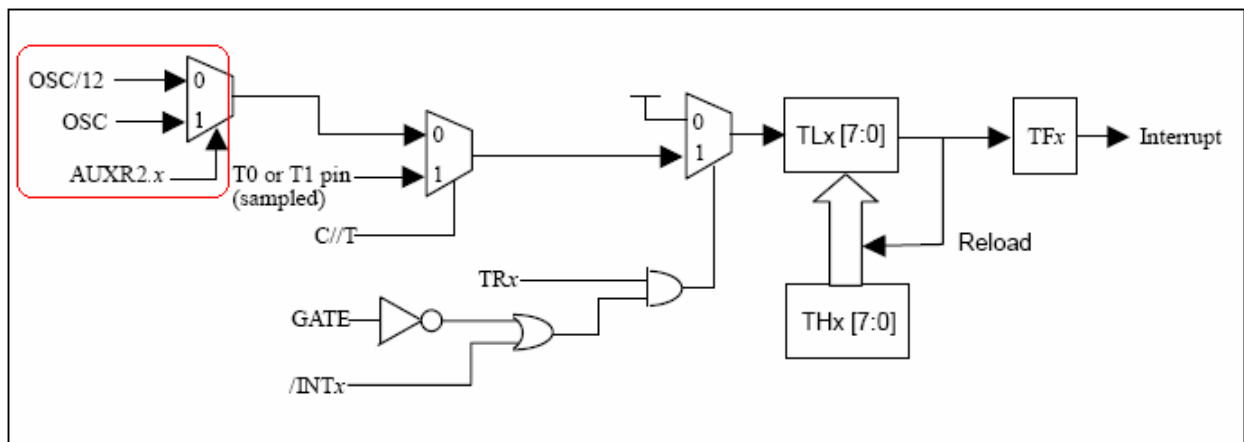 OSC/12
0
OSC
1
AUXR2.x
0
1
T0 or T1 pin
(sampled)
C//T
0
1
TLx [7:0]
TFx
Interrupt
Reload
TRx
GATE
THx [7:0]
/INTx